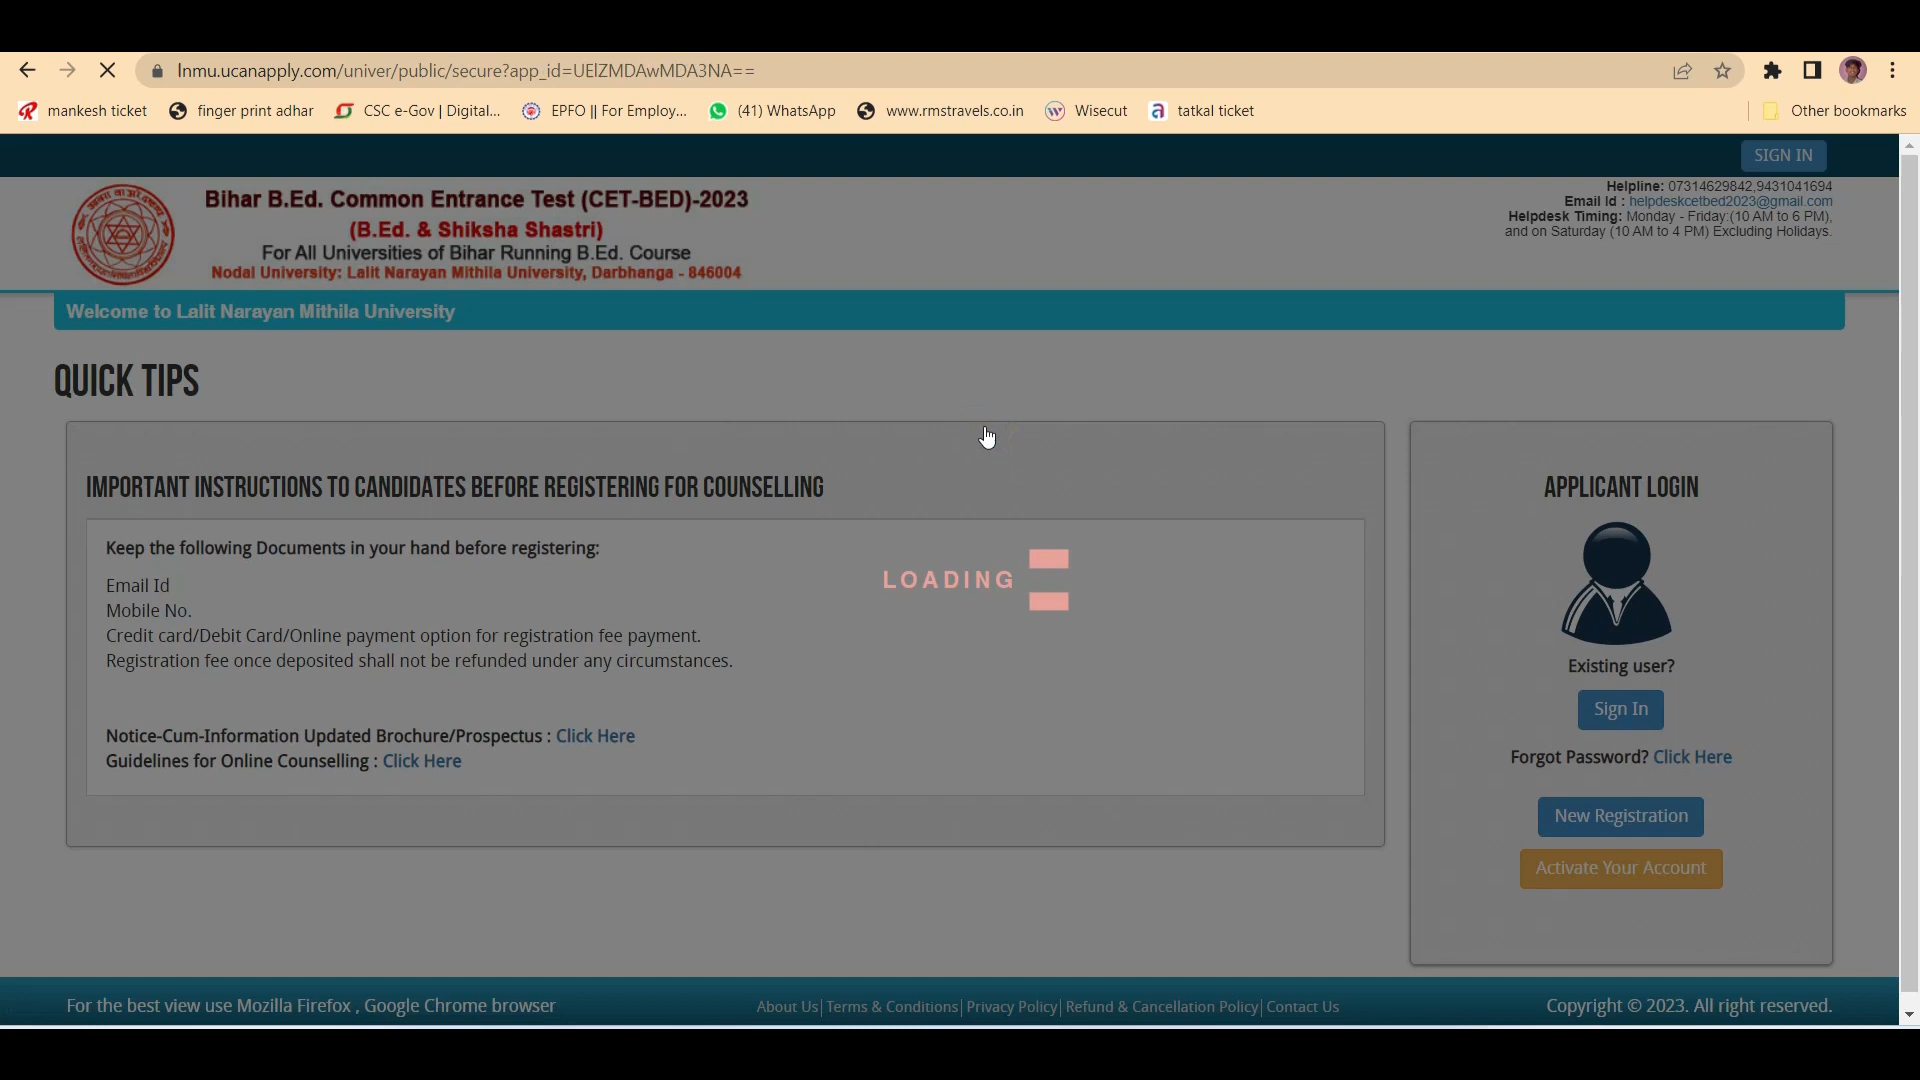 lnmu.ucanapply.com/univer/public/secure?app_id=UElZMDAwMDA3NA==
mankesh ticket
finger print adhar
CSC e-Gov | Digital...
EPFO || For Employ...
(41) WhatsApp
www.rmstravels.co.in
Wisecut
tatkal ticket
Other bookmarks
SIGN IN
Bihar B.Ed. Common Entrance Test (CET-BED)-2023
(B.Ed. & Shiksha Shastri)
For All Universities of Bihar Running B.Ed. Course
Nodal University: Lalit Narayan Mithila University, Darbhanga - 846004
Helpline: 07314629842,9431041694
Email Id : helpdeskcetbed2023@gmail.com
Helpdesk Timing: Monday - Friday:(10 AM to 6 PM),
and on Saturday (10 AM to 4 PM) Excluding Holidays.
Welcome to Lalit Narayan Mithila University
QUICK TIPS
IMPORTANT INSTRUCTIONS TO CANDIDATES BEFORE REGISTERING FOR COUNSELLING
Keep the following Documents in your hand before registering:
Email Id
Mobile No.
Credit card/Debit Card/Online payment option for registration fee payment.
Registration fee once deposited shall not be refunded under any circumstances.
Notice-Cum-Information Updated Brochure/Prospectus : Click Here
Guidelines for Online Counselling : Click Here
LOADING
APPLICANT LOGIN
Existing user?
Sign In
Forgot Password? Click Here
New Registration
Activate Your Account
For the best view use Mozilla Firefox , Google Chrome browser
About Us| Terms & Conditions| Privacy Policy| Refund & Cancellation Policy| Contact Us
Copyright © 2023. All right reserved.